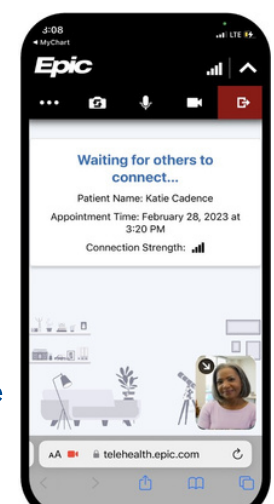 3:08
LTE
◀ MyChart
Epic
Waiting for others to
connect...
Patient Name: Katie Cadence
Appointment Time: February 28, 2023 at
3:20 PM
Connection Strength:
e
AA
telehealth.epic.com